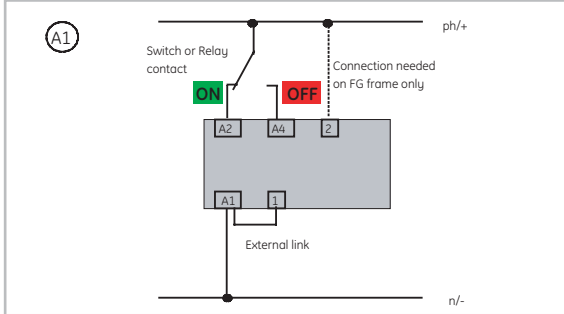 A1
ph/+
Switch or Relay
contact
Connection needed
on FG frame only
ON
OFF
A2
A4
2
A1
1
External link
n/-